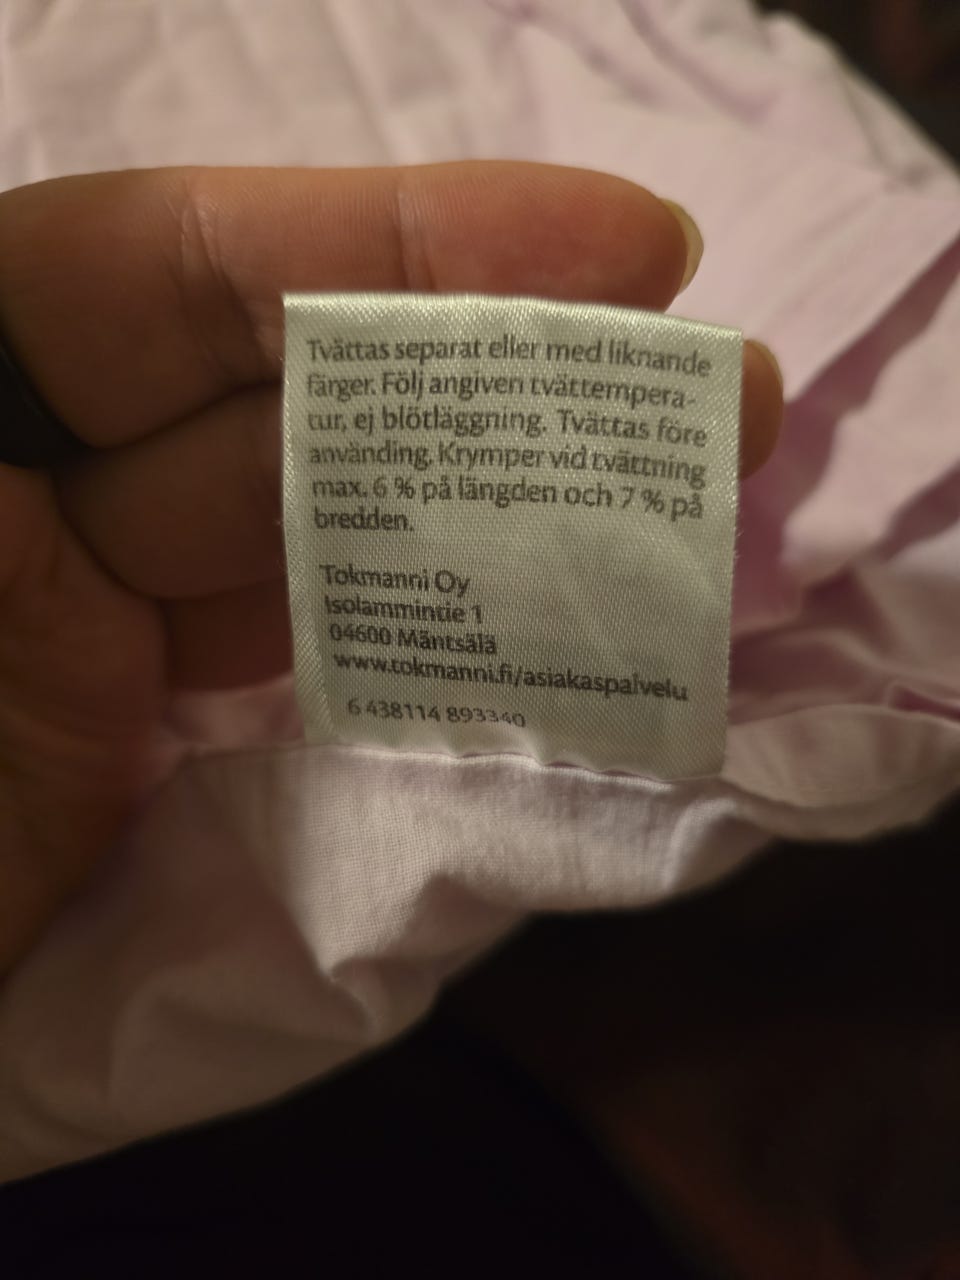 Tvättas separat eller med liknande
färger. Följ angiven tvättempera-
tur, ej blötläggning. Tvättas före
använding. Krymper vid tvättning
max. 6 % på längden och 7 % på
bredden.
Tokmanni Oy
Isolammintie 1
04600 Mäntsälä
www.tokmanni.fi/asiakaspalvelu
6 438114 893340